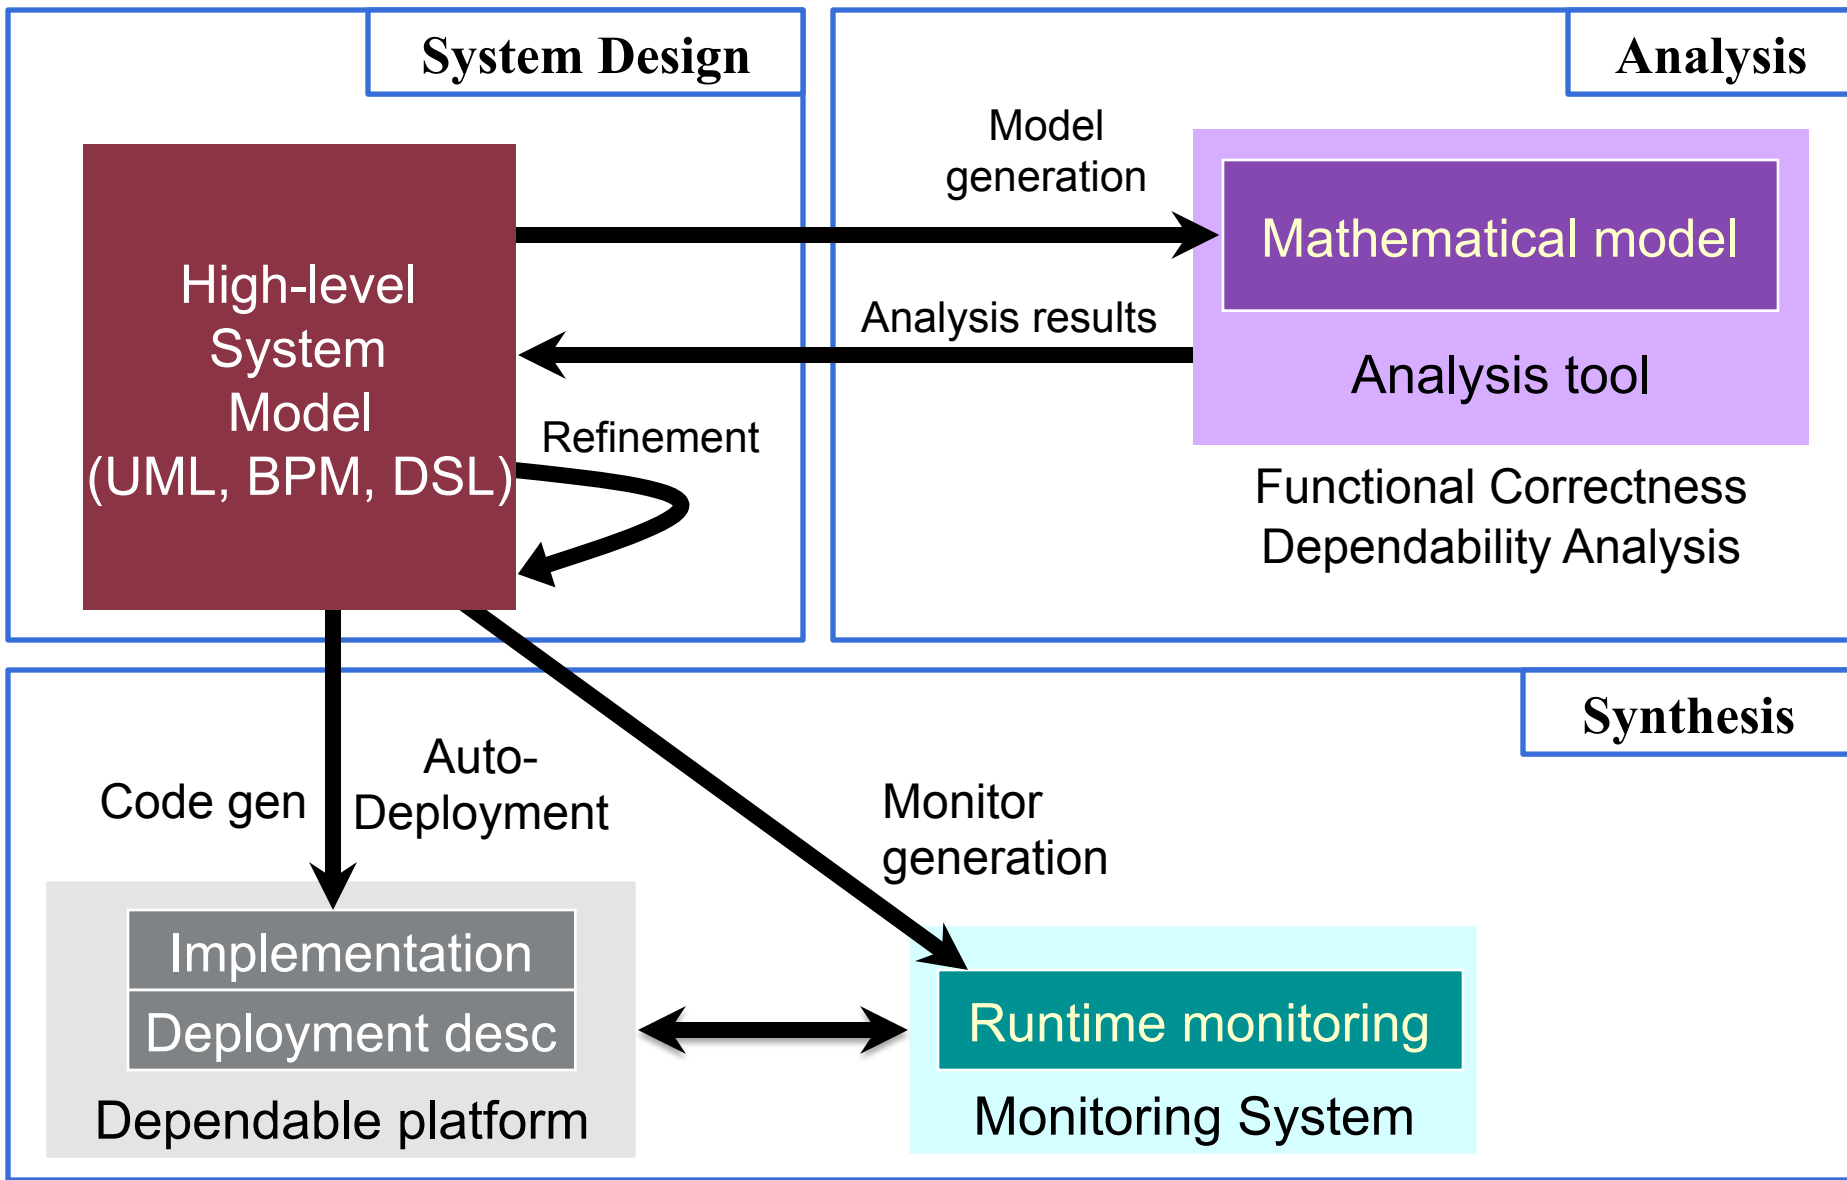 System Design
Analysis
Model
generation
Mathematical model
High-level
System
Model
(UML, BPM, DSL)
Analysis results
Analysis tool
Refinement
Functional Correctness
Dependability Analysis
Synthesis
Code gen
Auto-
Deployment
Monitor
generation
Implementation
Deployment desc
Dependable platform
Runtime monitoring
Monitoring System